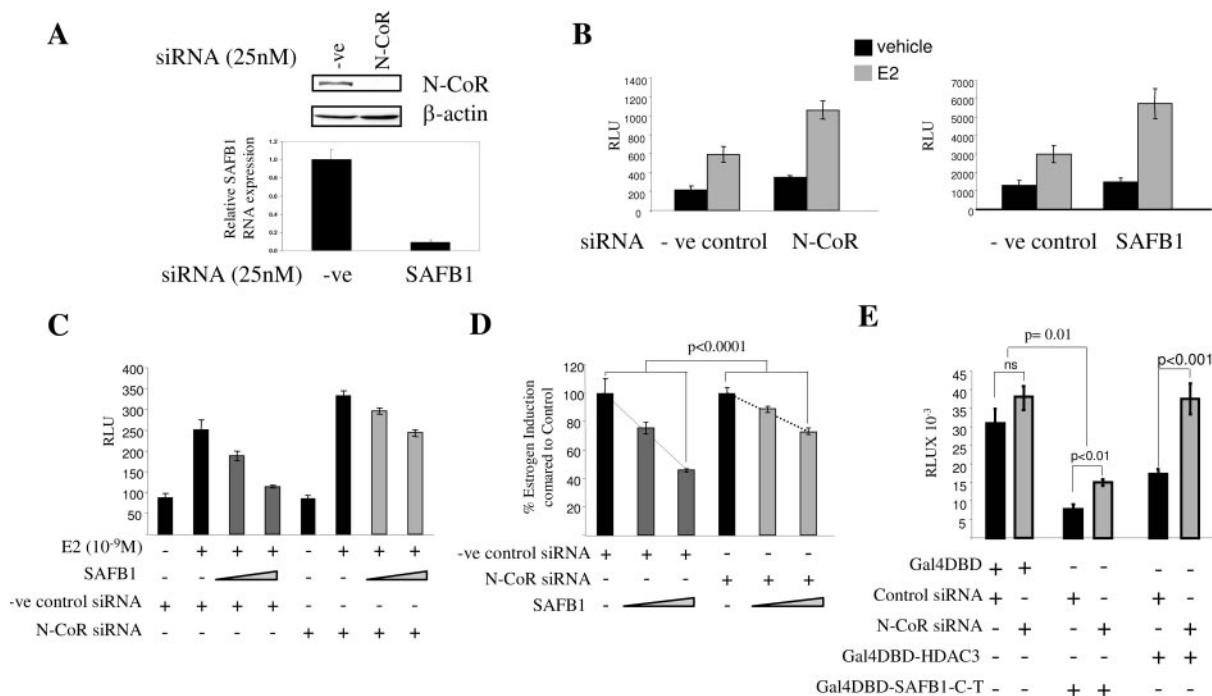 A
siRNA (25nM)
-ve
N-CoR
N-CoR
β-actin
Relative SAFB1
RNA expression
1.2
1.0
0.8
0.6
0.4
0.2
0.0
siRNA (25nM) -ve SAFB1
B
vehicle
E2
RLU
1400
1200
1000
800
600
400
200
0
siRNA - ve control N-CoR
RLU
7000
6000
5000
4000
3000
2000
1000
0
- ve control SAFB1
C
RLU
400
350
300
250
200
150
100
50
E2 (10⁻⁹M) - + + + - + + +
SAFB1 - - - -
-ve control siRNA + + + + - - - -
N-CoR siRNA - - - - + + + +
D
p<0.0001
% Estrogen Induction
comared to Control
120
100
80
60
40
20
-ve control siRNA + + + - - -
N-CoR siRNA - - - + + +
SAFB1 - -
E
p= 0.01
ns
p<0.01
p<0.001
RLUX 10⁻³
45
40
35
30
25
20
15
10
5
Gal4DBD + + - - - -
Control siRNA + - + - + -
N-CoR siRNA - + - + - +
Gal4DBD-HDAC3 - - - - + +
Gal4DBD-SAFB1-C-T - - + + - -